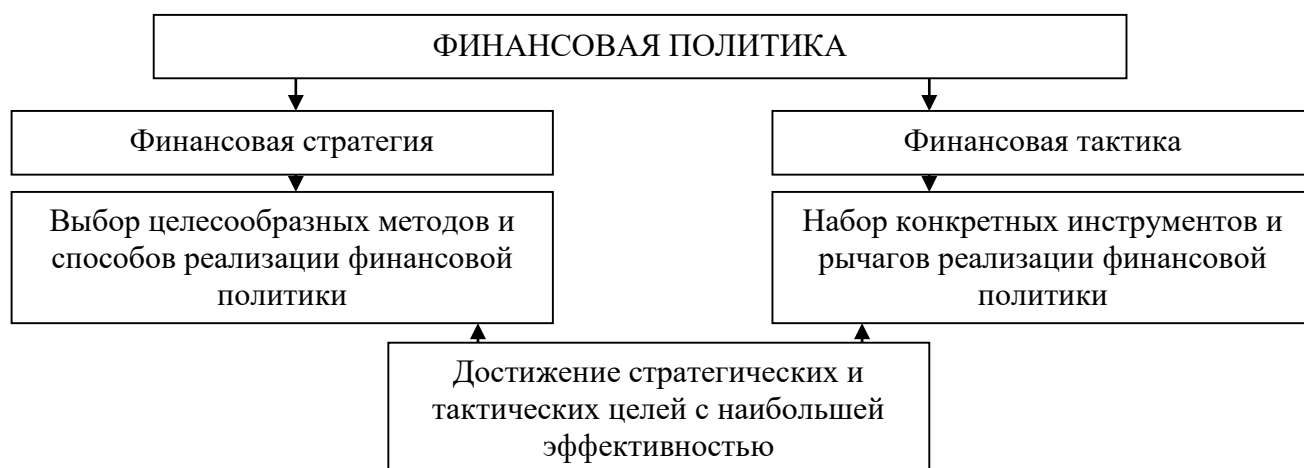 ФИНАНСОВАЯ ПОЛИТИКА
Финансовая стратегия
Финансовая тактика
Выбор целесообразных методов и
способов реализации финансовой
политики
Набор конкретных инструментов и
рычагов реализации финансовой
политики
Достижение стратегических и
тактических целей с наибольшей
эффективностью